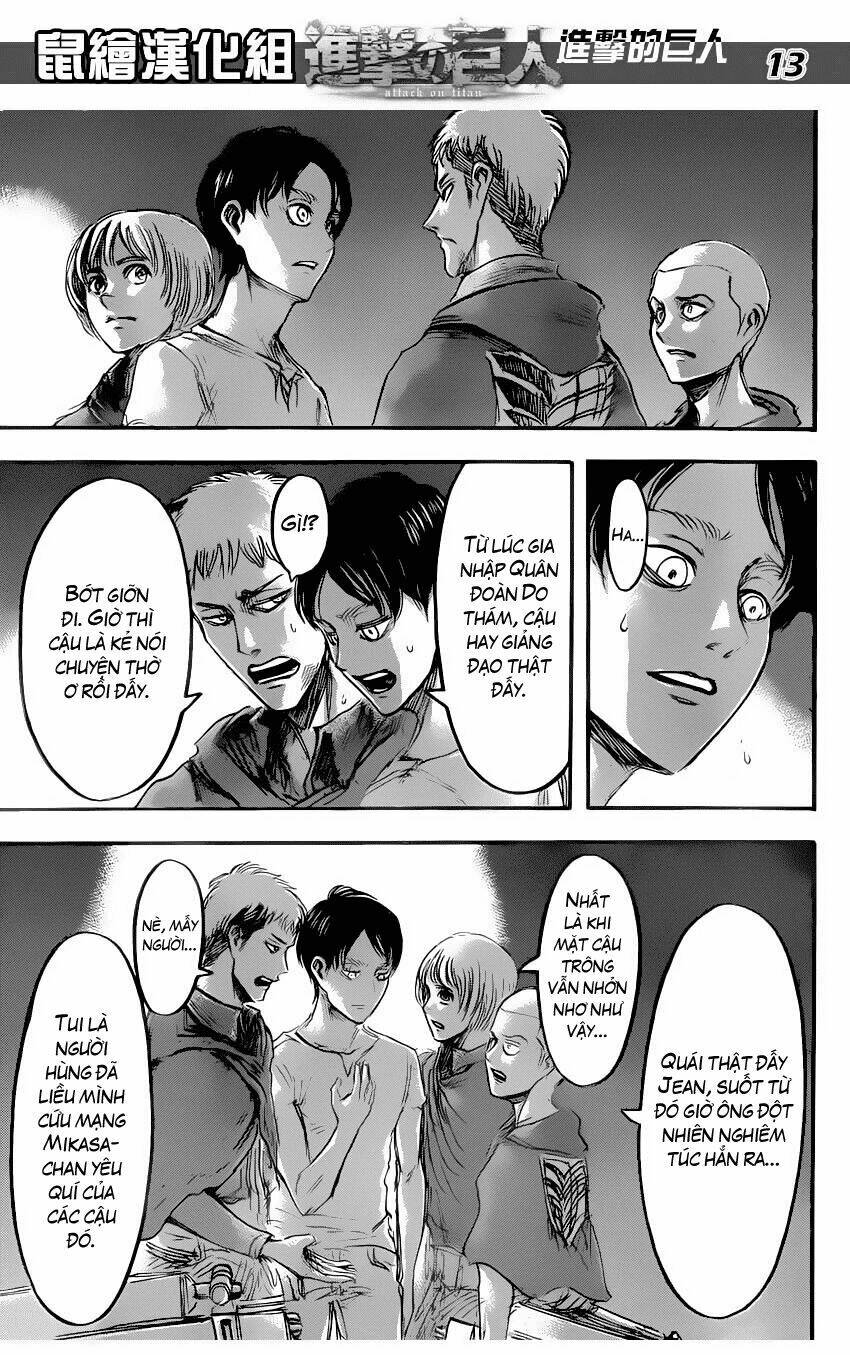 鼠繪漢化組
進撃の巨人
attack on titan
進擊的巨人
13
Ha...
Từ lúc gia
nhập Quân
đoàn Do
thám, cậu
hay giảng
đạo thật
đấy.
Gì!?
Bớt giỡn
đi. Giờ thì
cậu là kẻ nói
chuyện thờ
ơ rồi đấy.
Quái thật đấy
Jean, suốt từ
đó giờ ông đột
nhiên nghiêm
túc hẳn ra...
Nhất
là khi
mặt cậu
trông
vẫn nhởn
nhơ như
vậy...
Nè, mấy
người...
Tui là
người
hùng đã
liều mình
cứu mạng
Mikasa-
chan yêu
quí của
các cậu
đó.